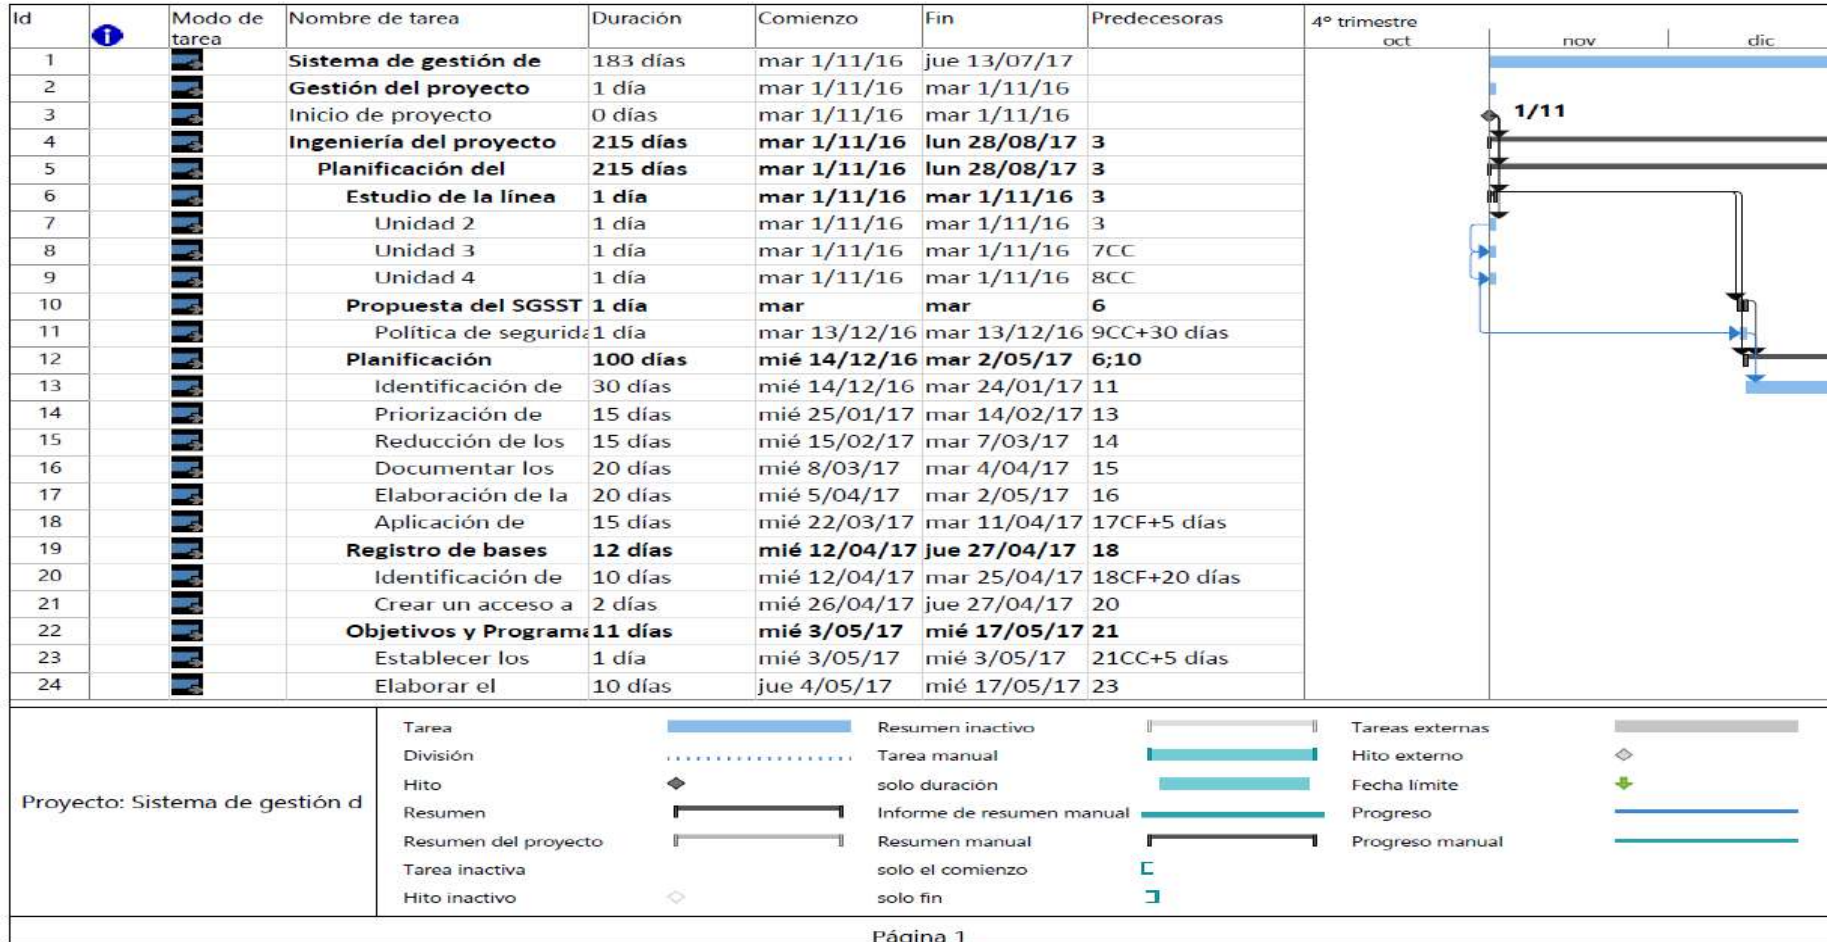 Id Modo de tarea Nombre de tarea Duración Comienzo Fin Predecesoras 4º trimestre
oct nov dic
1 Sistema de gestión de 183 días mar 1/11/16 jue 13/07/17
2 Gestión del proyecto 1 día mar 1/11/16 mar 1/11/16
3 Inicio de proyecto 0 días mar 1/11/16 mar 1/11/16 1/11
4 Ingeniería del proyecto 215 días mar 1/11/16 lun 28/08/17 3
5 Planificación del 215 días mar 1/11/16 lun 28/08/17 3
6 Estudio de la línea 1 día mar 1/11/16 mar 1/11/16 3
7 Unidad 2 1 día mar 1/11/16 mar 1/11/16 3
8 Unidad 3 1 día mar 1/11/16 mar 1/11/16 7CC
9 Unidad 4 1 día mar 1/11/16 mar 1/11/16 8CC
10 Propuesta del SGSST 1 día mar mar 6
11 Política de segurida 1 día mar 13/12/16 mar 13/12/16 9CC+30 días
12 Planificación 100 días mié 14/12/16 mar 2/05/17 6;10
13 Identificación de 30 días mié 14/12/16 mar 24/01/17 11
14 Priorización de 15 días mié 25/01/17 mar 14/02/17 13
15 Reducción de los 15 días mié 15/02/17 mar 7/03/17 14
16 Documentar los 20 días mié 8/03/17 mar 4/04/17 15
17 Elaboración de la 20 días mié 5/04/17 mar 2/05/17 16
18 Aplicación de 15 días mié 22/03/17 mar 11/04/17 17CF+5 días
19 Registro de bases 12 días mié 12/04/17 jue 27/04/17 18
20 Identificación de 10 días mié 12/04/17 mar 25/04/17 18CF+20 días
21 Crear un acceso a 2 días mié 26/04/17 jue 27/04/17 20
22 Objetivos y Programa 11 días mié 3/05/17 mié 17/05/17 21
23 Establecer los 1 día mié 3/05/17 mié 3/05/17 21CC+5 días
24 Elaborar el 10 días jue 4/05/17 mié 17/05/17 23
Proyecto: Sistema de gestión d
Tarea Resumen inactivo Tareas externas
División Tarea manual Hito externo
Hito solo duración Fecha límite
Resumen Informe de resumen manual Progreso
Resumen del proyecto Resumen manual Progreso manual
Tarea inactiva solo el comienzo
Hito inactivo solo fin
Página 1